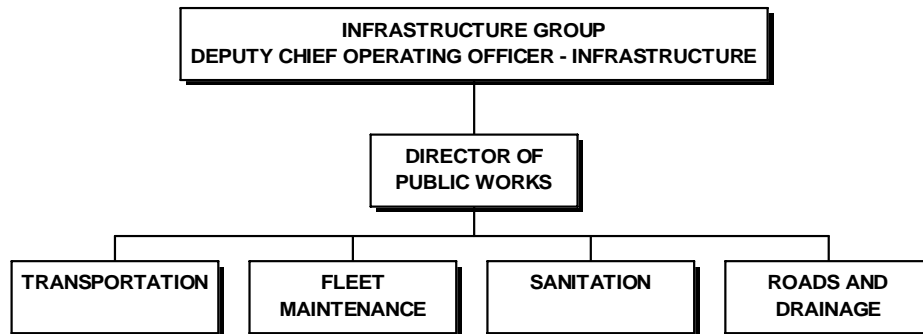 INFRASTRUCTURE GROUP
DEPUTY CHIEF OPERATING OFFICER - INFRASTRUCTURE
DIRECTOR OF
PUBLIC WORKS
TRANSPORTATION
FLEET
MAINTENANCE
SANITATION
ROADS AND
DRAINAGE